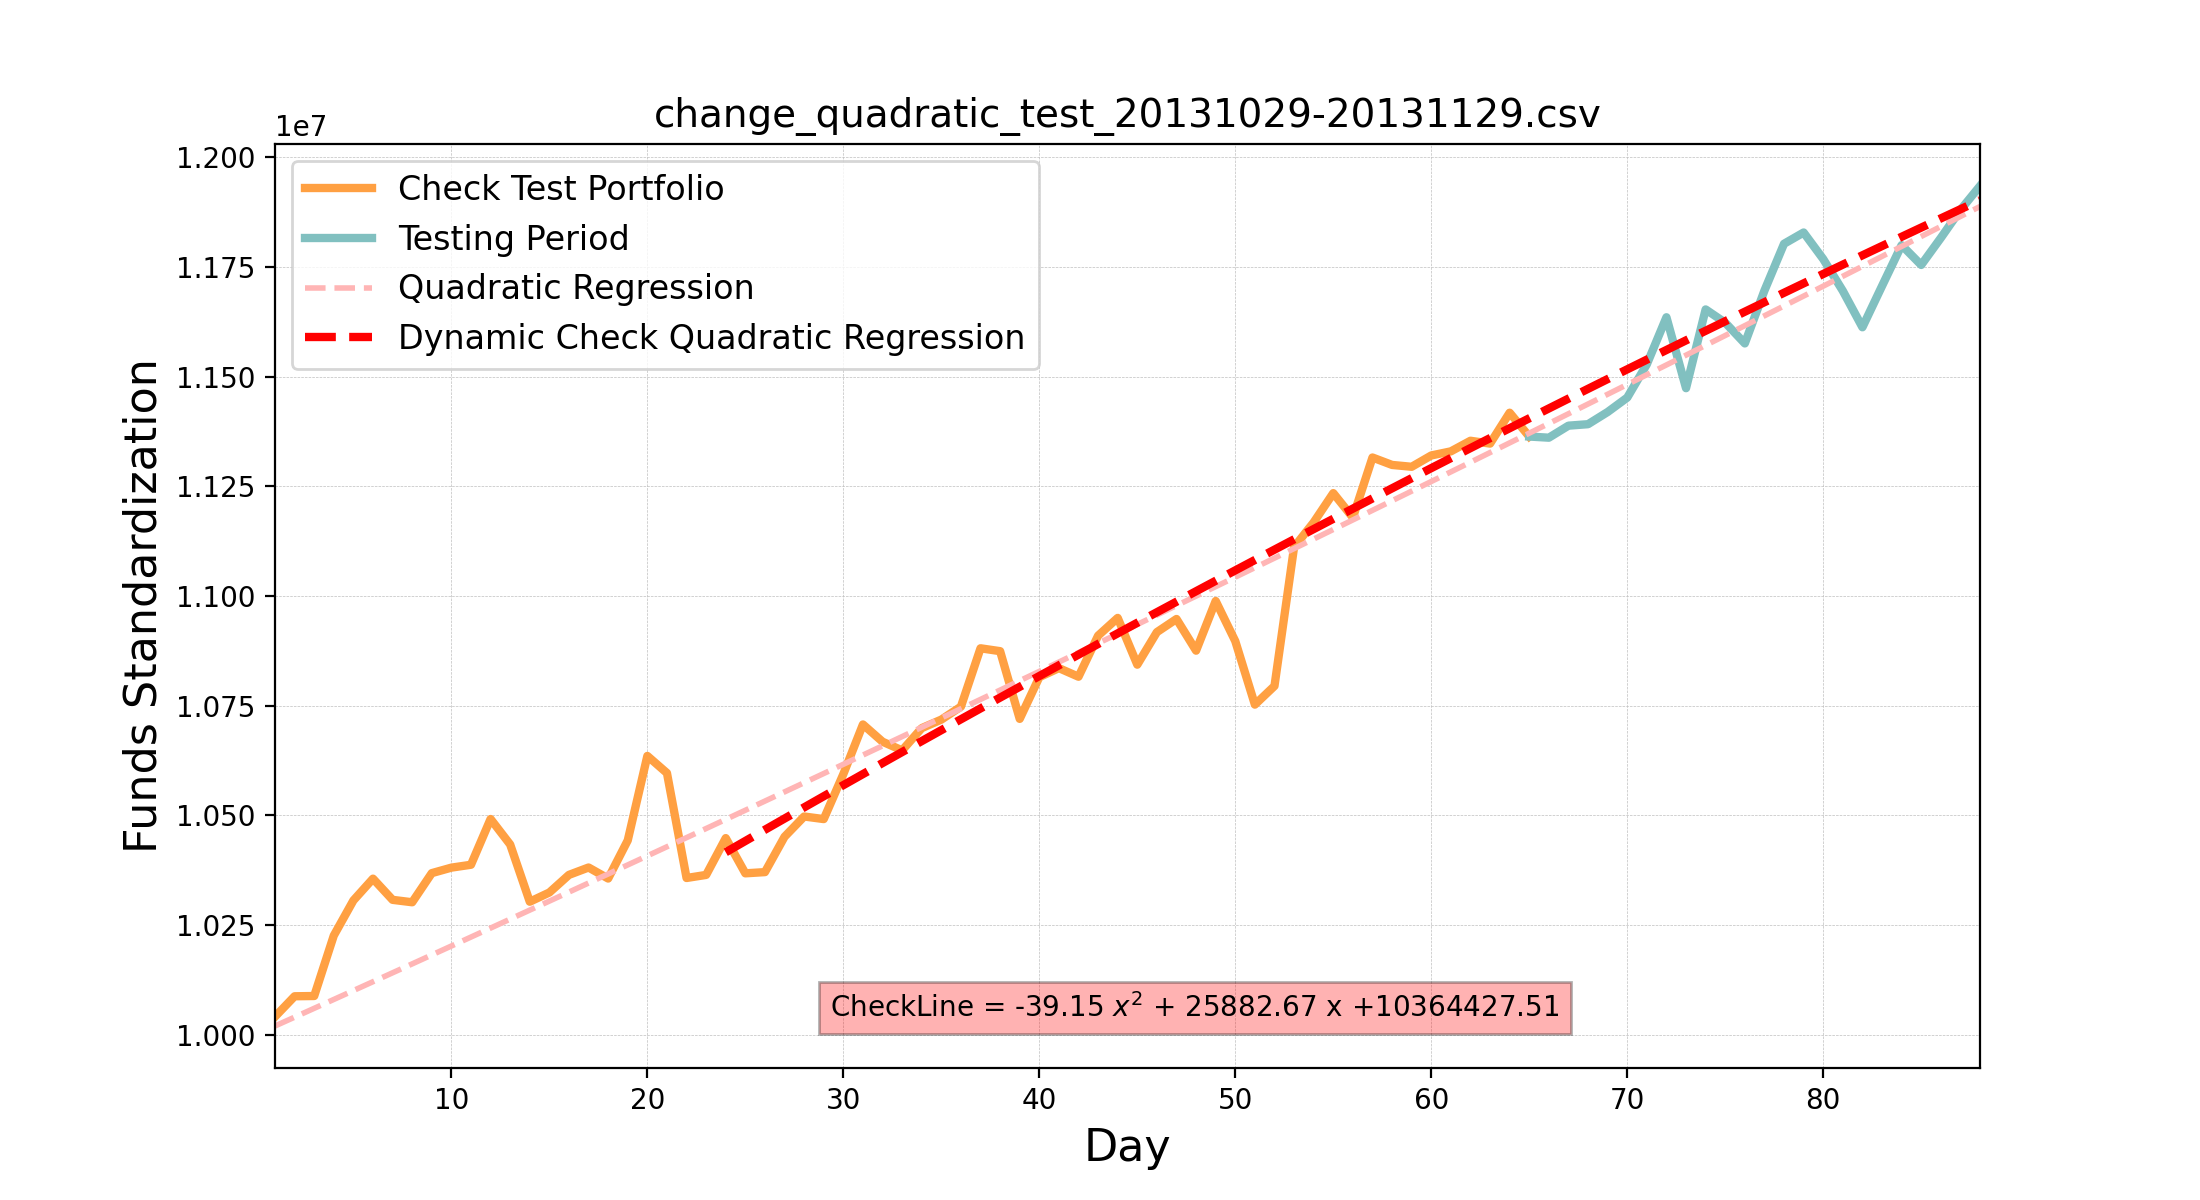 change_quadratic_test_20131029-20131129.csv
1e7
1.200
1.175
1.150
1.125
1.100
1.075
1.050
1.025
1.000
Funds Standardization
Check Test Portfolio
Testing Period
Quadratic Regression
Dynamic Check Quadratic Regression
CheckLine = -39.15 x² + 25882.67 x +10364427.51
10 20 30 40 50 60 70 80
Day